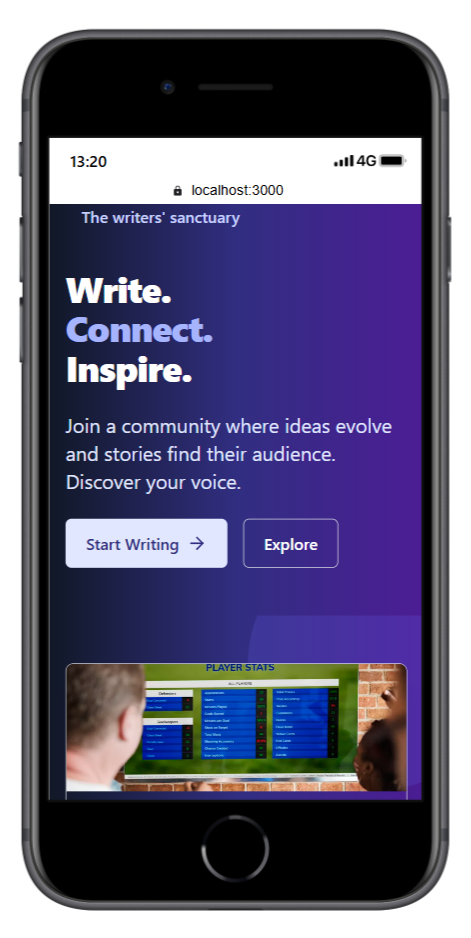 13:20
4G
localhost:3000
The writers' sanctuary
Write.
Connect.
Inspire.
Join a community where ideas evolve
and stories find their audience.
Discover your voice.
Start Writing →
Explore
PLAYER STATS